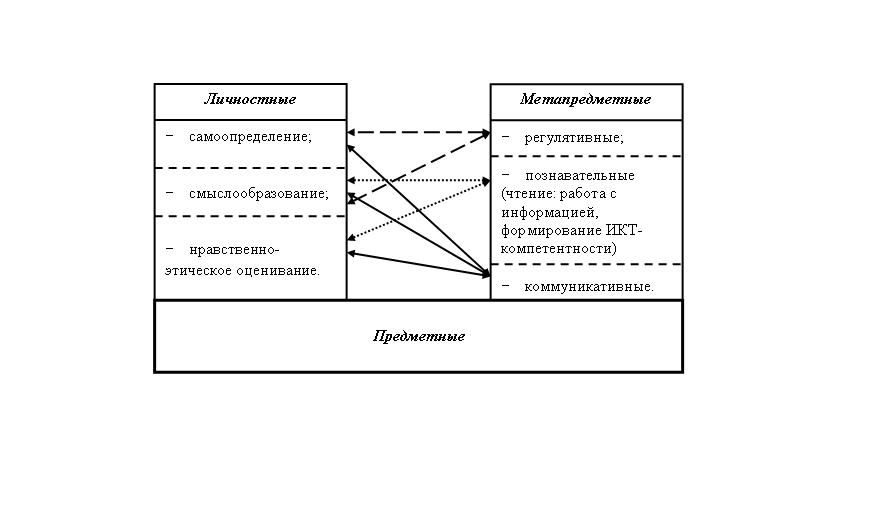 Личностные
− самоопределение;
− смыслообразование;
− нравственно-
этическое оценивание.
Метапредметные
− регулятивные;
− познавательные
(чтение: работа с
информацией,
формирование ИКТ-
компетентности)
− коммуникативные.
Предметные